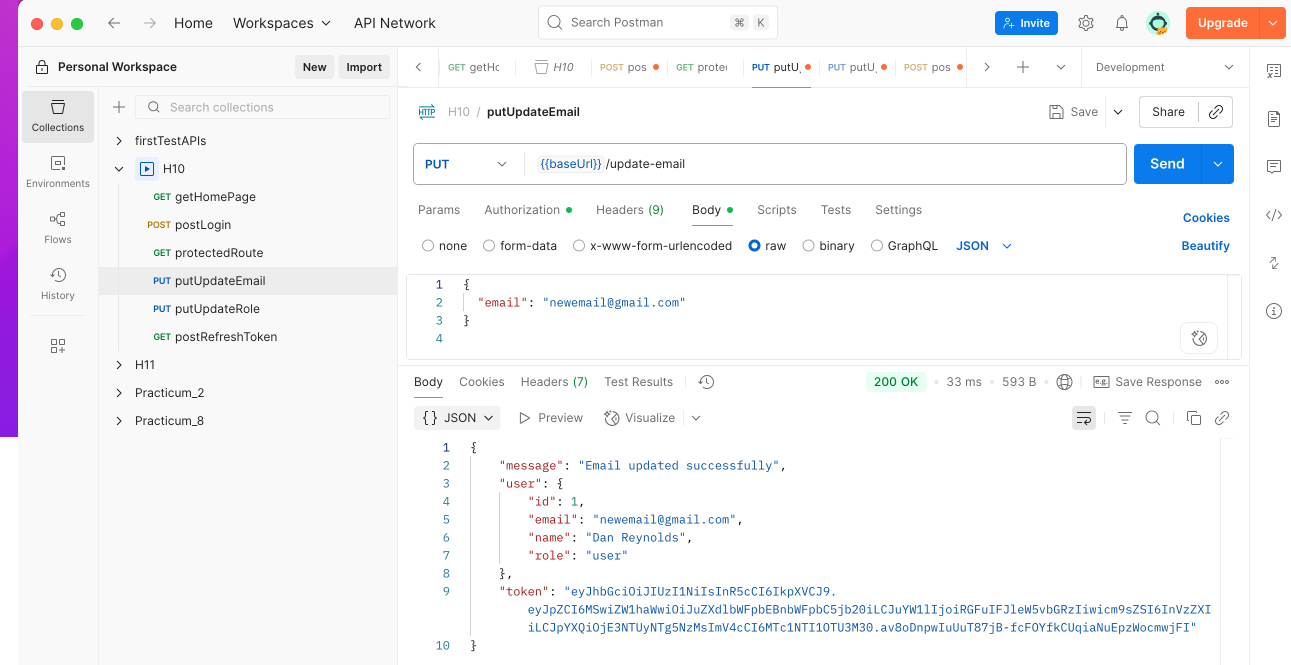 Home Workspaces API Network Search Postman ⌘ K Invite Upgrade
Personal Workspace New Import
GET getHo H10 POST pos GET prote PUT putU PUT putU POST pos Development
Collections
Environments
Flows
History
Search collections
firstTestAPIs
H10
GET getHomePage
POST postLogin
GET protectedRoute
PUT putUpdateEmail
PUT putUpdateRole
GET postRefreshToken
H11
Practicum_2
Practicum_8
HTTP H10 / putUpdateEmail Save Share
PUT {{baseUrl}} /update-email Send
Params Authorization Headers (9) Body Scripts Tests Settings Cookies
none form-data x-www-form-urlencoded raw binary GraphQL JSON Beautify
1 {
2 "email": "newemail@gmail.com"
3 }
4
Body Cookies Headers (7) Test Results 200 OK 33 ms 593 B e.g. Save Response
{} JSON Preview Visualize
1 {
2 "message": "Email updated successfully",
3 "user": {
4 "id": 1,
5 "email": "newemail@gmail.com",
6 "name": "Dan Reynolds",
7 "role": "user"
8 },
9 "token": "eyJhbGciOiJIUzI1NiIsInR5cCI6IkpXVCJ9.
eyJpZCI6MSwiZW1haWwiOiJuZXdlbWFpbEBnbWFpbC5jb20iLCJuYW1lIjoiRGFuIFJleW5vbGRzIiwicm9sZSI6InVzZXI
iLCJpYXQiOjE3NTUyNTg5NzMsImV4cCI6MTc1NTI1OTU3M30.av8oDnpwIuUuT87jB-fcFOYfkCUqiaNuEpzWocmwjFI"
10 }